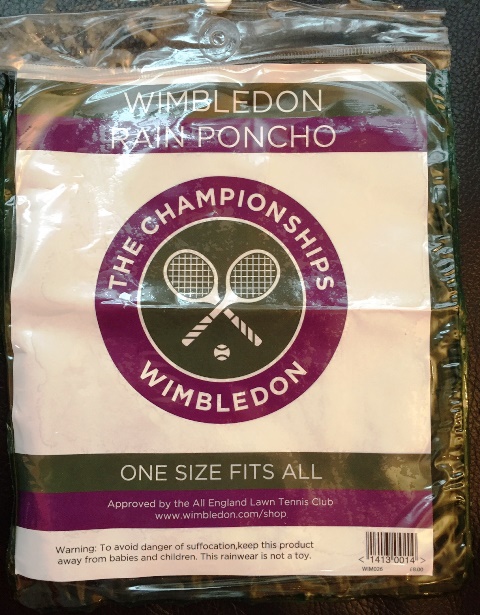 WIMBLEDON
RAIN PONCHO
THE CHAMPIONSHIPS
WIMBLEDON
ONE SIZE FITS ALL
Approved by the All England Lawn Tennis Club
www.wimbledon.com/shop
Warning: To avoid danger of suffocation,keep this product
away from babies and children. This rainwear is not a toy.
< 1413 0014 >
WIM026